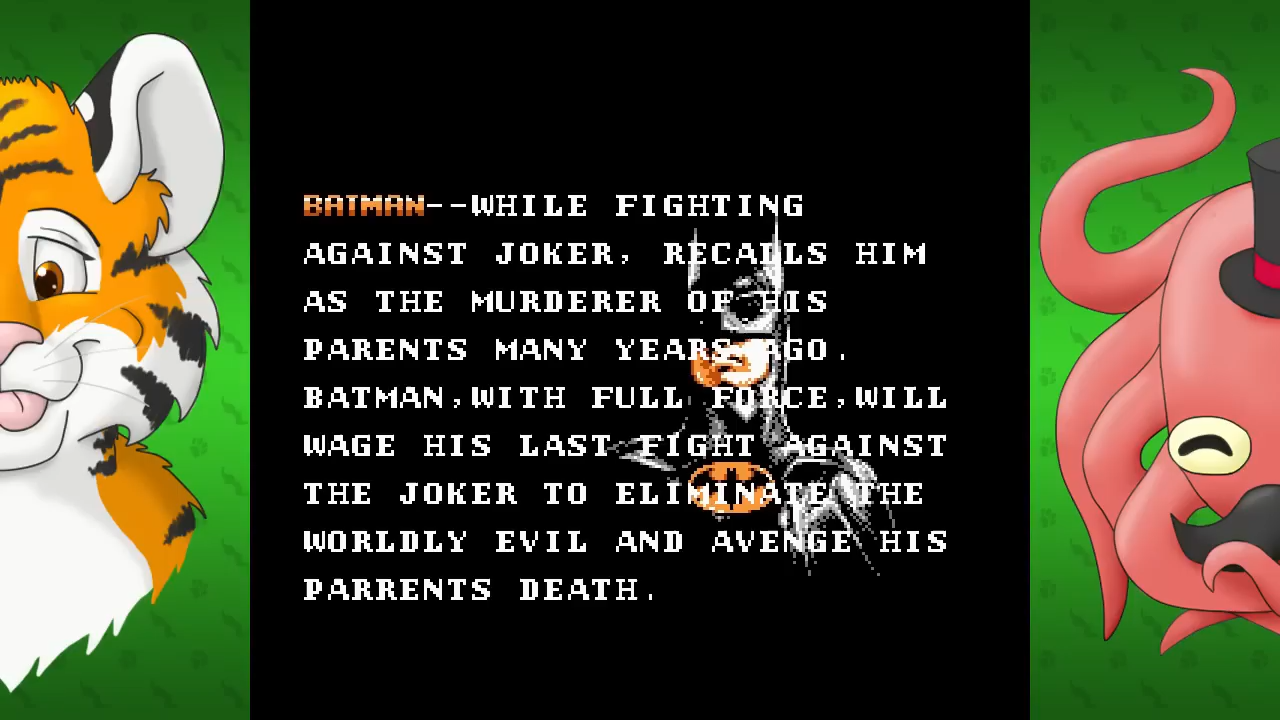 BATMAN--WHILE FIGHTING
AGAINST JOKER, RECALLS HIM
AS THE MURDERER OF HIS
PARENTS MANY YEARS AGO.
BATMAN,WITH FULL FORCE,WILL
WAGE HIS LAST FIGHT AGAINST
THE JOKER TO ELIMINATE THE
WORLDLY EVIL AND AVENGE HIS
PARRENTS DEATH.